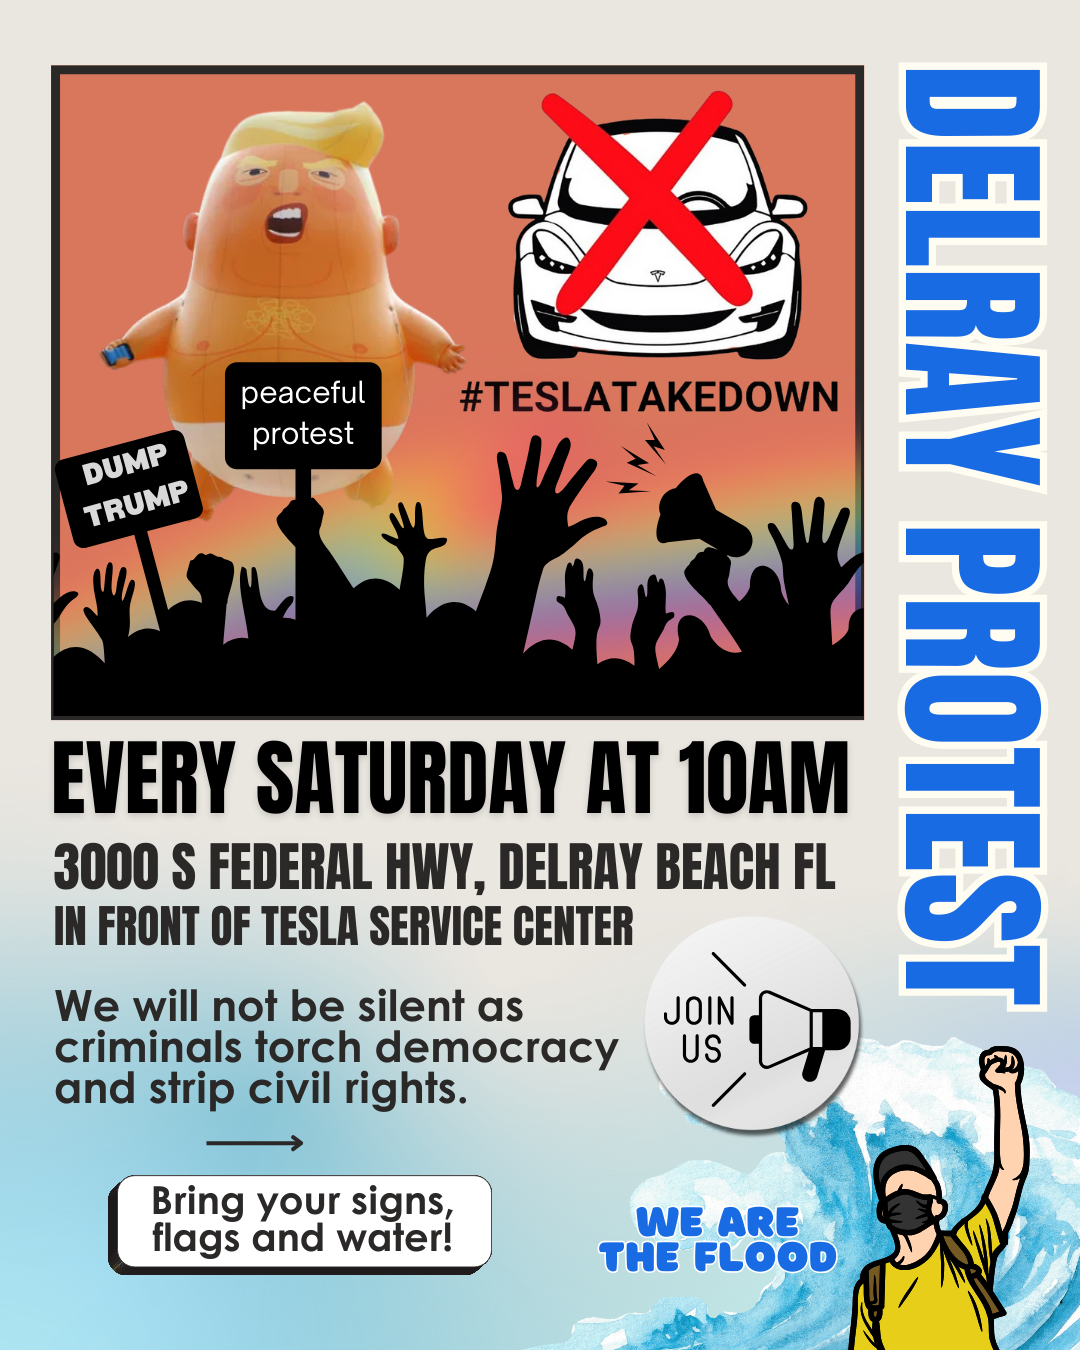 DELRAY PROTEST
#TESLATAKEDOWN
peaceful
protest
DUMP
TRUMP
EVERY SATURDAY AT 10AM
3000 S FEDERAL HWY, DELRAY BEACH FL
IN FRONT OF TESLA SERVICE CENTER
We will not be silent as
criminals torch democracy
and strip civil rights.
JOIN
US
Bring your signs,
flags and water!
WE ARE
THE FLOOD